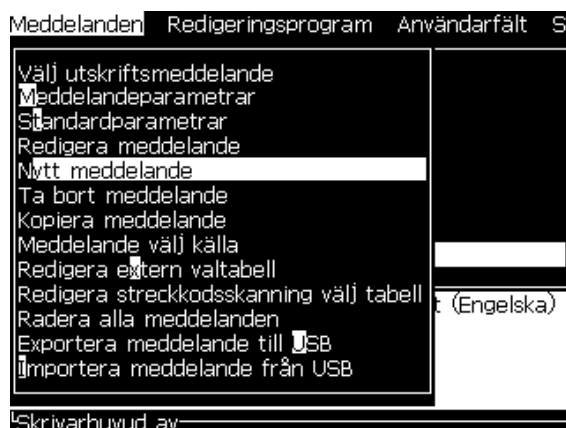 Meddelanden Redigeringsprogram Användarfält S
Välj utskriftsmeddelande
Meddelandeparametrar
Standardparametrar
Redigera meddelande
Nytt meddelande
Ta bort meddelande
Kopiera meddelande
Meddelande välj källa
Redigera extern valtabell
Redigera streckkodsskanning välj tabell
t (Engelska)
Radera alla meddelanden
Exportera meddelande till USB
Importera meddelande från USB
Skrivarhuvud av